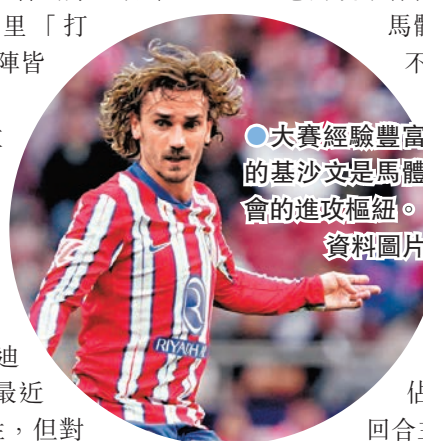 里「打
陣皆
馬體
不
●大賽經驗豐富
的基沙文是馬體
會的進攻樞紐。
資料圖片
RIYADH
迪
最近
，但對
佔
回合主